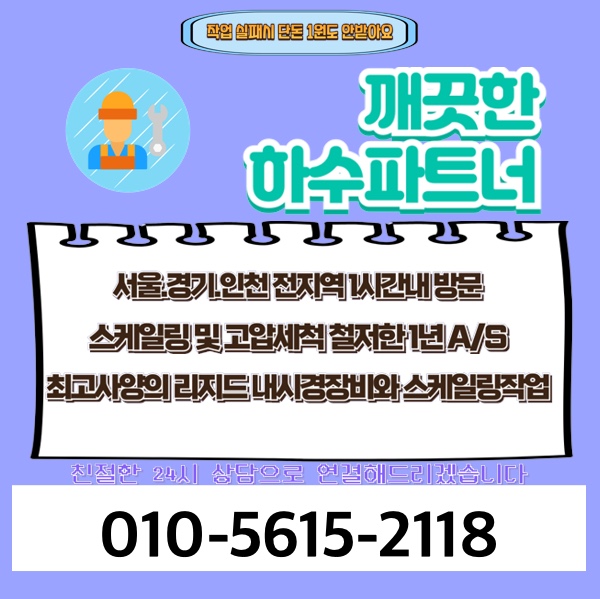 작업 실패시 단돈 1원도 안받아요
깨끗한
하수파트너
서울.경기.인천 전지역 1시간내 방문
스케일링 및 고압세척 철저한 1년 A/S
최고사양의 리지드 내시경장비와 스케일링작업
친절한 24시 상담으로 연결해드리겠습니다
010-5615-2118